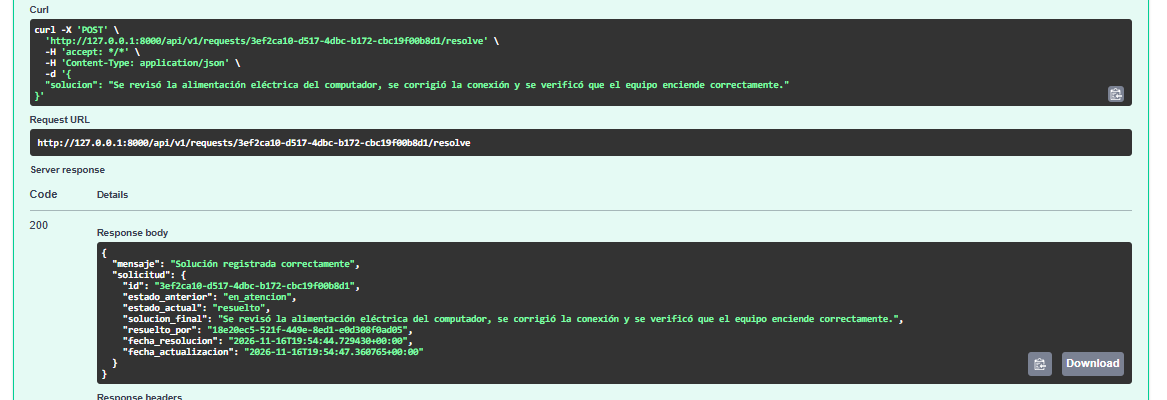 Curl
curl -X 'POST' \
'http://127.0.0.1:8000/api/v1/requests/3ef2ca10-d517-4dbc-b172-cbc19f00b8d1/resolve' \
-H 'accept: */*' \
-H 'Content-Type: application/json' \
-d '{
"solucion": "Se revisó la alimentación eléctrica del computador, se corrigió la conexión y se verificó que el equipo enciende correctamente."
}'
Request URL
http://127.0.0.1:8000/api/v1/requests/3ef2ca10-d517-4dbc-b172-cbc19f00b8d1/resolve
Server response
Code Details
200
Response body
{
"mensaje": "Solución registrada correctamente",
"solicitud": {
"id": "3ef2ca10-d517-4dbc-b172-cbc19f00b8d1",
"estado_anterior": "en_atencion",
"estado_actual": "resuelto",
"solucion_final": "Se revisó la alimentación eléctrica del computador, se corrigió la conexión y se verificó que el equipo enciende correctamente.",
"resuelto_por": "18e20ec5-521f-449e-8ed1-e0d308f0ad05",
"fecha_resolucion": "2026-11-16T19:54:44.729430+00:00",
"fecha_actualizacion": "2026-11-16T19:54:47.360765+00:00"
}
}
Download
Response headers